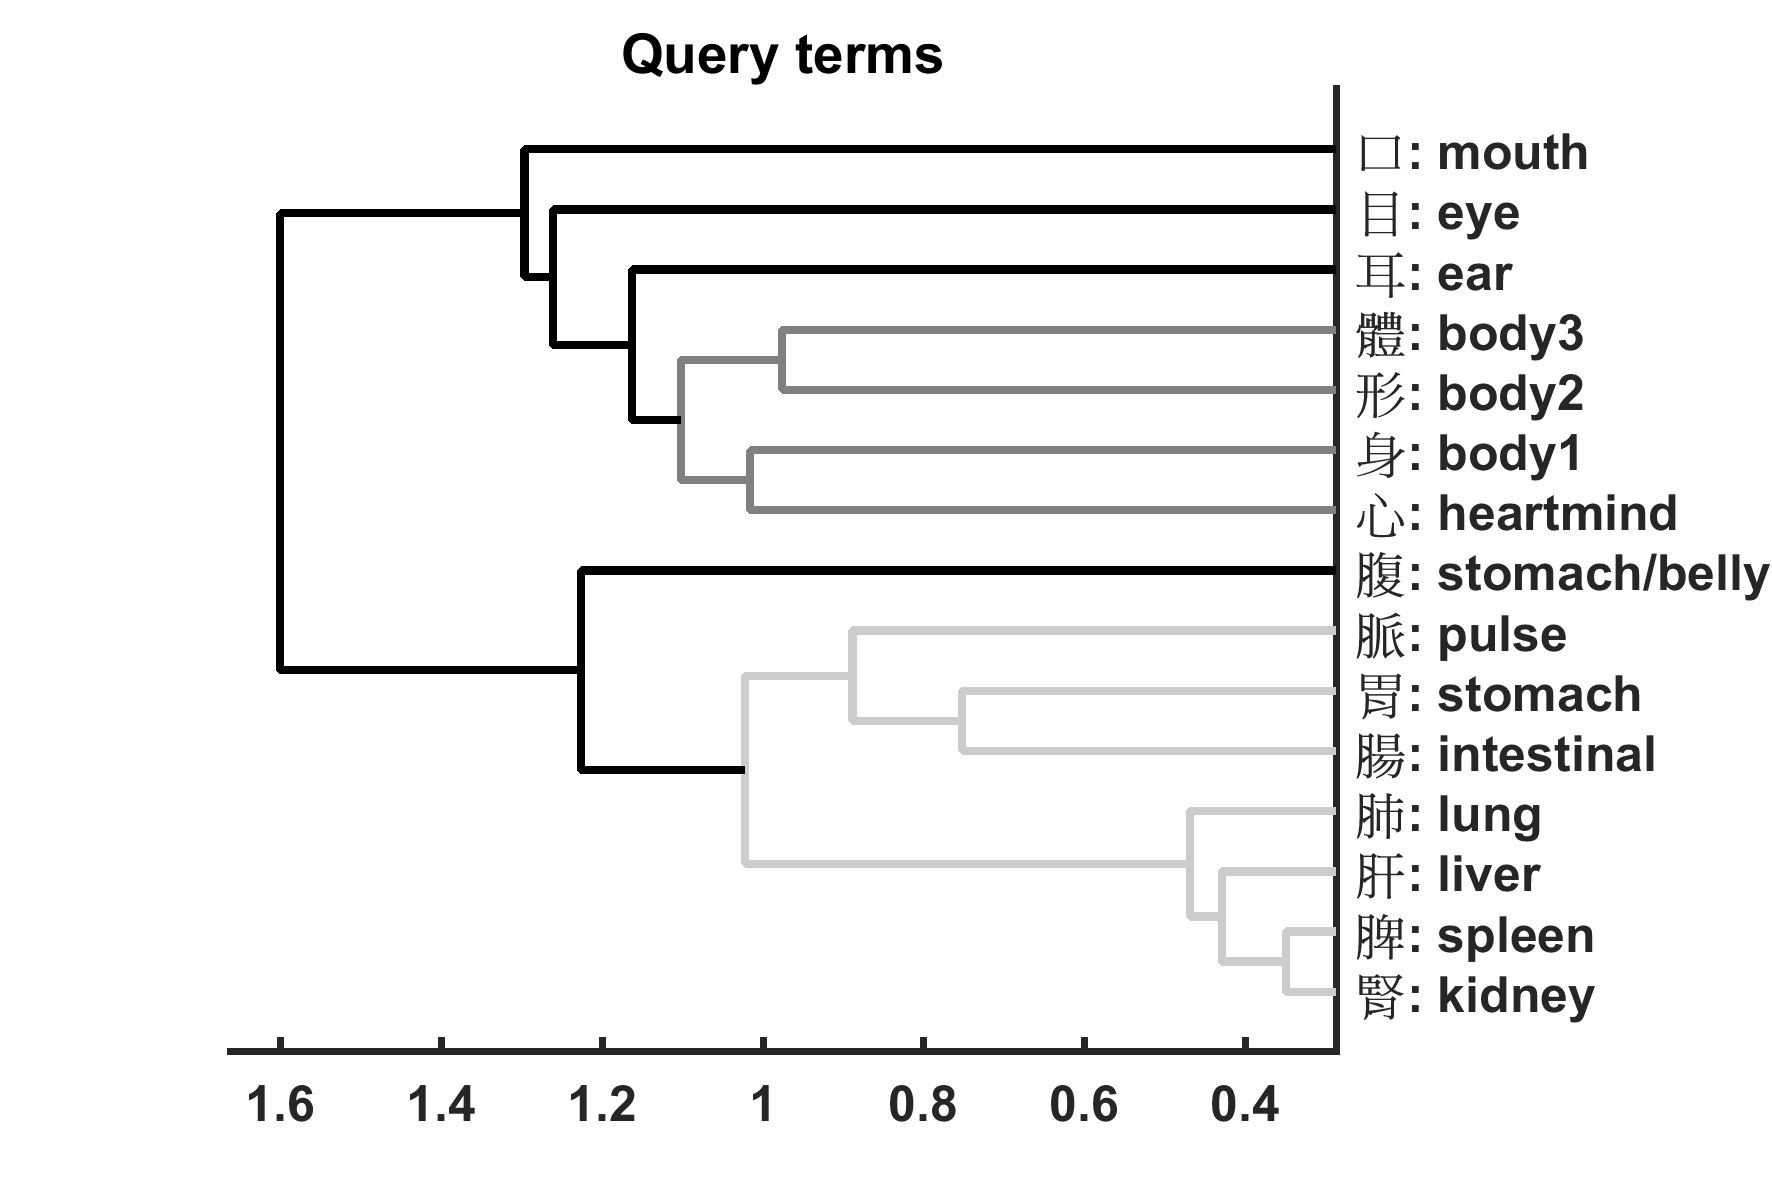 Query terms
口: mouth
目: eye
耳: ear
體: body3
形: body2
身: body1
心: heartmind
腹: stomach/belly
脈: pulse
胃: stomach
腸: intestinal
肺: lung
肝: liver
脾: spleen
腎: kidney
1.6 1.4 1.2 1 0.8 0.6 0.4